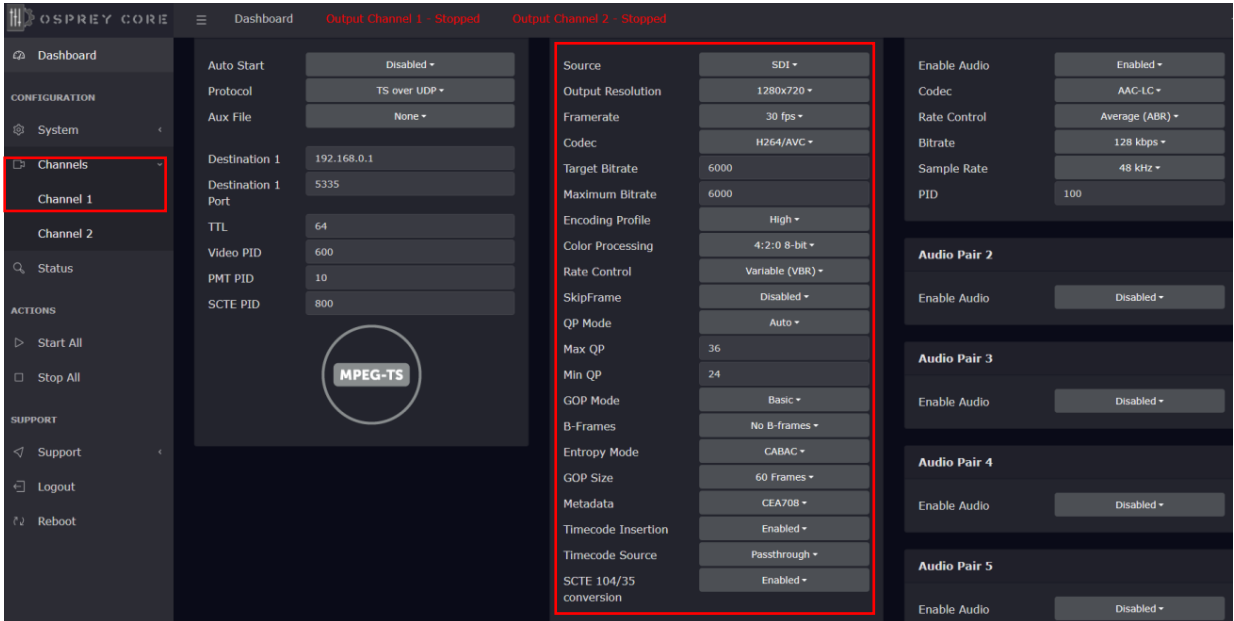 OSPREY CORE
Dashboard
Output Channel 1 - Stopped
Output Channel 2 - Stopped
Dashboard
CONFIGURATION
System
Channels
Channel 1
Channel 2
Status
ACTIONS
Start All
Stop All
SUPPORT
Support
Logout
Reboot
Auto Start Disabled
Protocol TS over UDP
Aux File None
Destination 1 192.168.0.1
Destination 1 5335
Port
TTL 64
Video PID 600
PMT PID 10
SCTE PID 800
MPEG-TS
Source SDI
Output Resolution 1280x720
Framerate 30 fps
Codec H264/AVC
Target Bitrate 6000
Maximum Bitrate 6000
Encoding Profile High
Color Processing 4:2:0 8-bit
Rate Control Variable (VBR)
SkipFrame Disabled
QP Mode Auto
Max QP 36
Min QP 24
GOP Mode Basic
B-Frames No B-frames
Entropy Mode CABAC
GOP Size 60 Frames
Metadata CEA708
Timecode Insertion Enabled
Timecode Source Passthrough
SCTE 104/35 Enabled
conversion
Enable Audio Enabled
Codec AAC-LC
Rate Control Average (ABR)
Bitrate 128 kbps
Sample Rate 48 kHz
PID 100
Audio Pair 2
Enable Audio Disabled
Audio Pair 3
Enable Audio Disabled
Audio Pair 4
Enable Audio Disabled
Audio Pair 5
Enable Audio Disabled